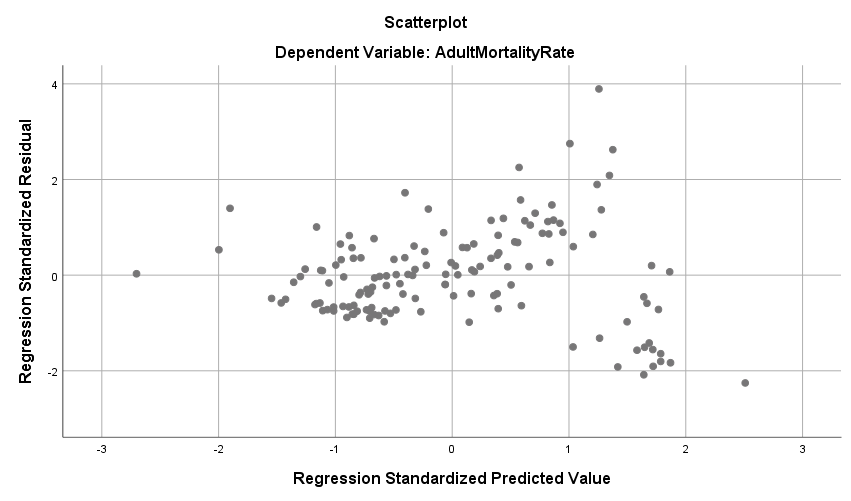 Scatterplot
Dependent Variable: AdultMortalityRate
Regression Standardized Residual
4
2
0
-2
-3
-2
-1
0
1
2
3
Regression Standardized Predicted Value